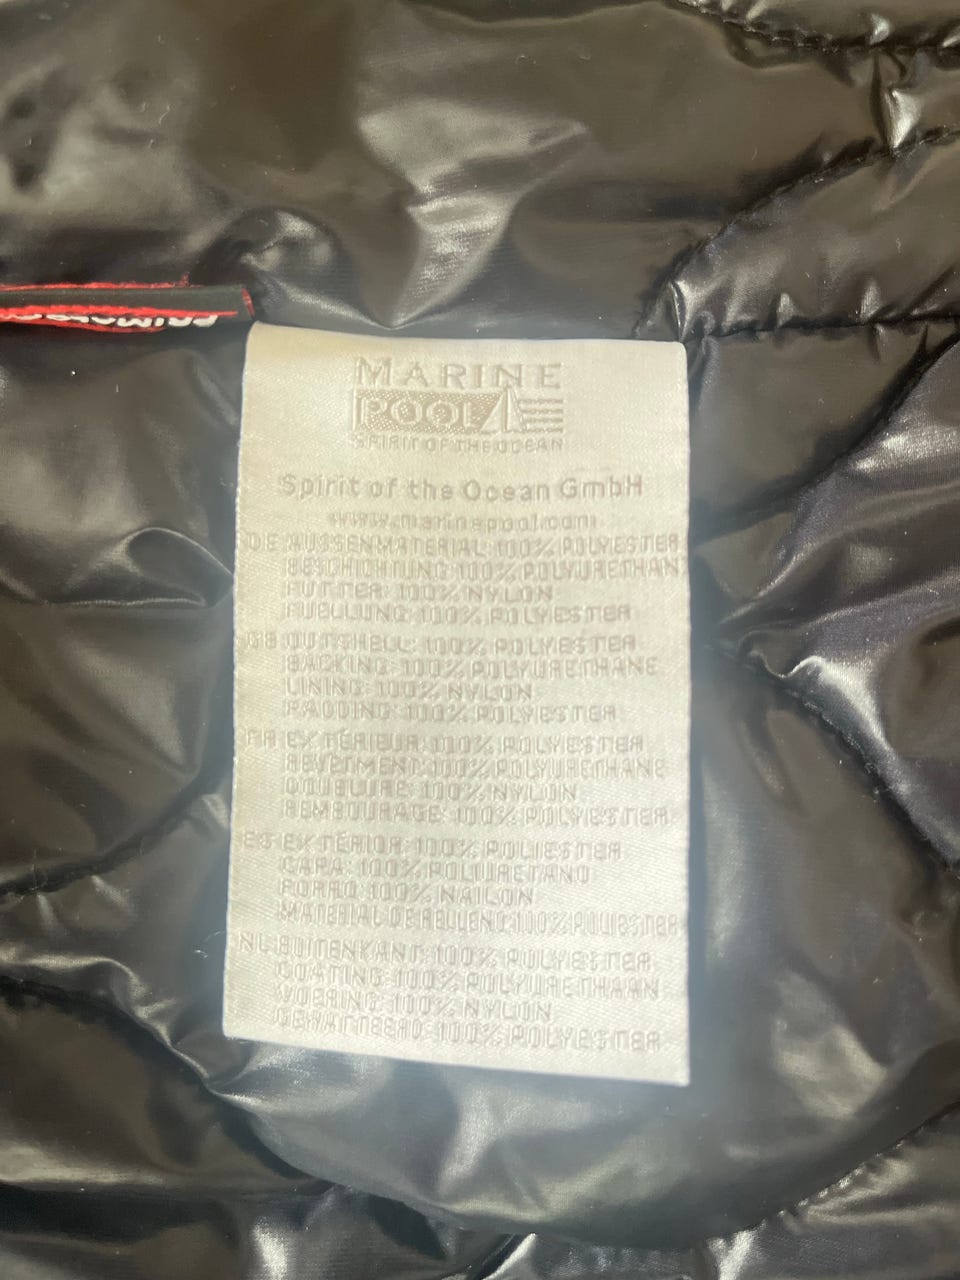 MARINE
POOL
SPIRIT OF THE OCEAN
Spirit of the Ocean GmbH
www.marinepool.com
DE AUSSENMATERIAL: 100% POLYESTER
BESCHICHTUNG: 100% POLYURETHAN
FUTTER: 100% NYLON
FUELLUNG: 100% POLYESTER
GB OUTSHELL: 100% POLYESTER
BACKING: 100% POLYURETHANE
LINING: 100% NYLON
PADDING: 100% POLYESTER
FR EXTÉRIEUR: 100% POLYESTER
REVETMENT: 100% POLYURETHANE
DOUBLURE: 100% NYLON
REMBOURAGE: 100% POLYESTER
ES EXTÉRIOR: 100% POLIESTER
CAPA: 100% POLIURETANO
FORRO: 100% NAILON
MATERIAL DE RELLENO: 100% POLIESTER
NL BUITENKANT: 100% POLYESTER
COATING: 100% POLYURETHAAN
VOERING: 100% NYLON
GEWATTEERD: 100% POLYESTER